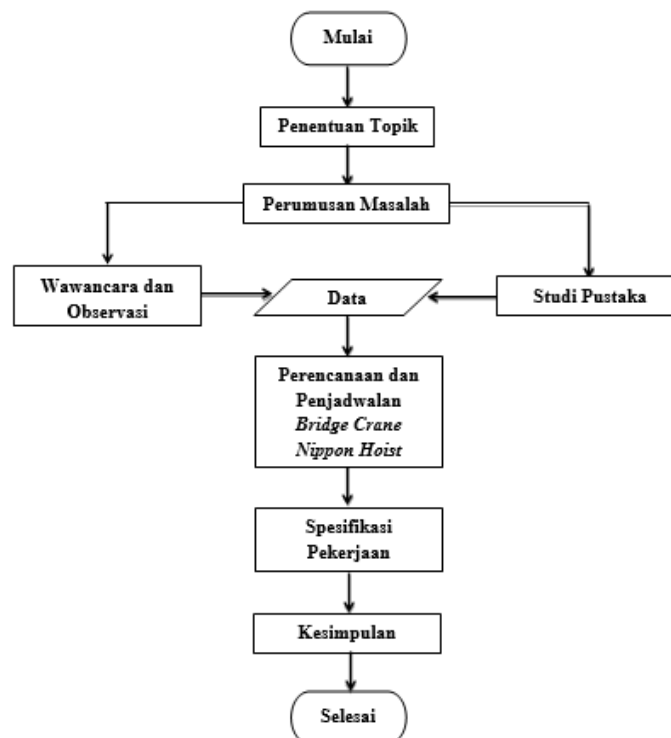 Mulai
Penentuan Topik
Perumusan Masalah
Wawancara dan
Observasi
Data
Studi Pustaka
Perencanaan dan
Penjadwalan
Bridge Crane
Nippon Hoist
Spesifikasi
Pekerjaan
Kesimpulan
Selesai